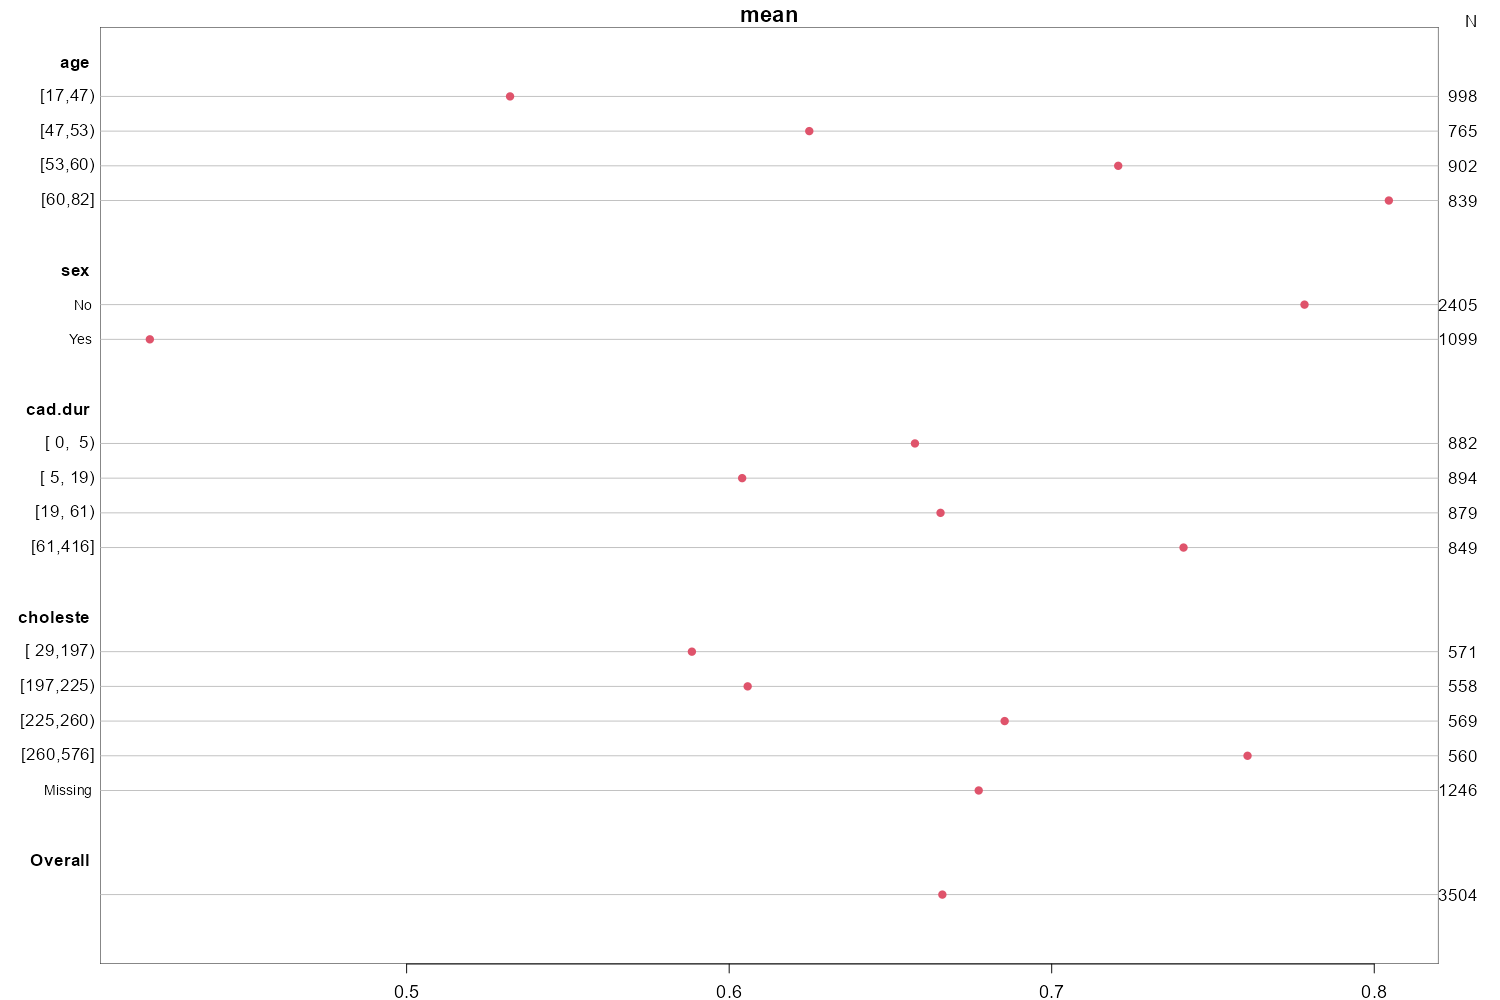 mean
N
age
[17,47) 998
[47,53) 765
[53,60) 902
[60,82] 839
sex
No 2405
Yes 1099
cad.dur
[ 0,  5) 882
[ 5, 19) 894
[19, 61) 879
[61,416] 849
choleste
[ 29,197) 571
[197,225) 558
[225,260) 569
[260,576] 560
Missing 1246
Overall
3504
0.5 0.6 0.7 0.8